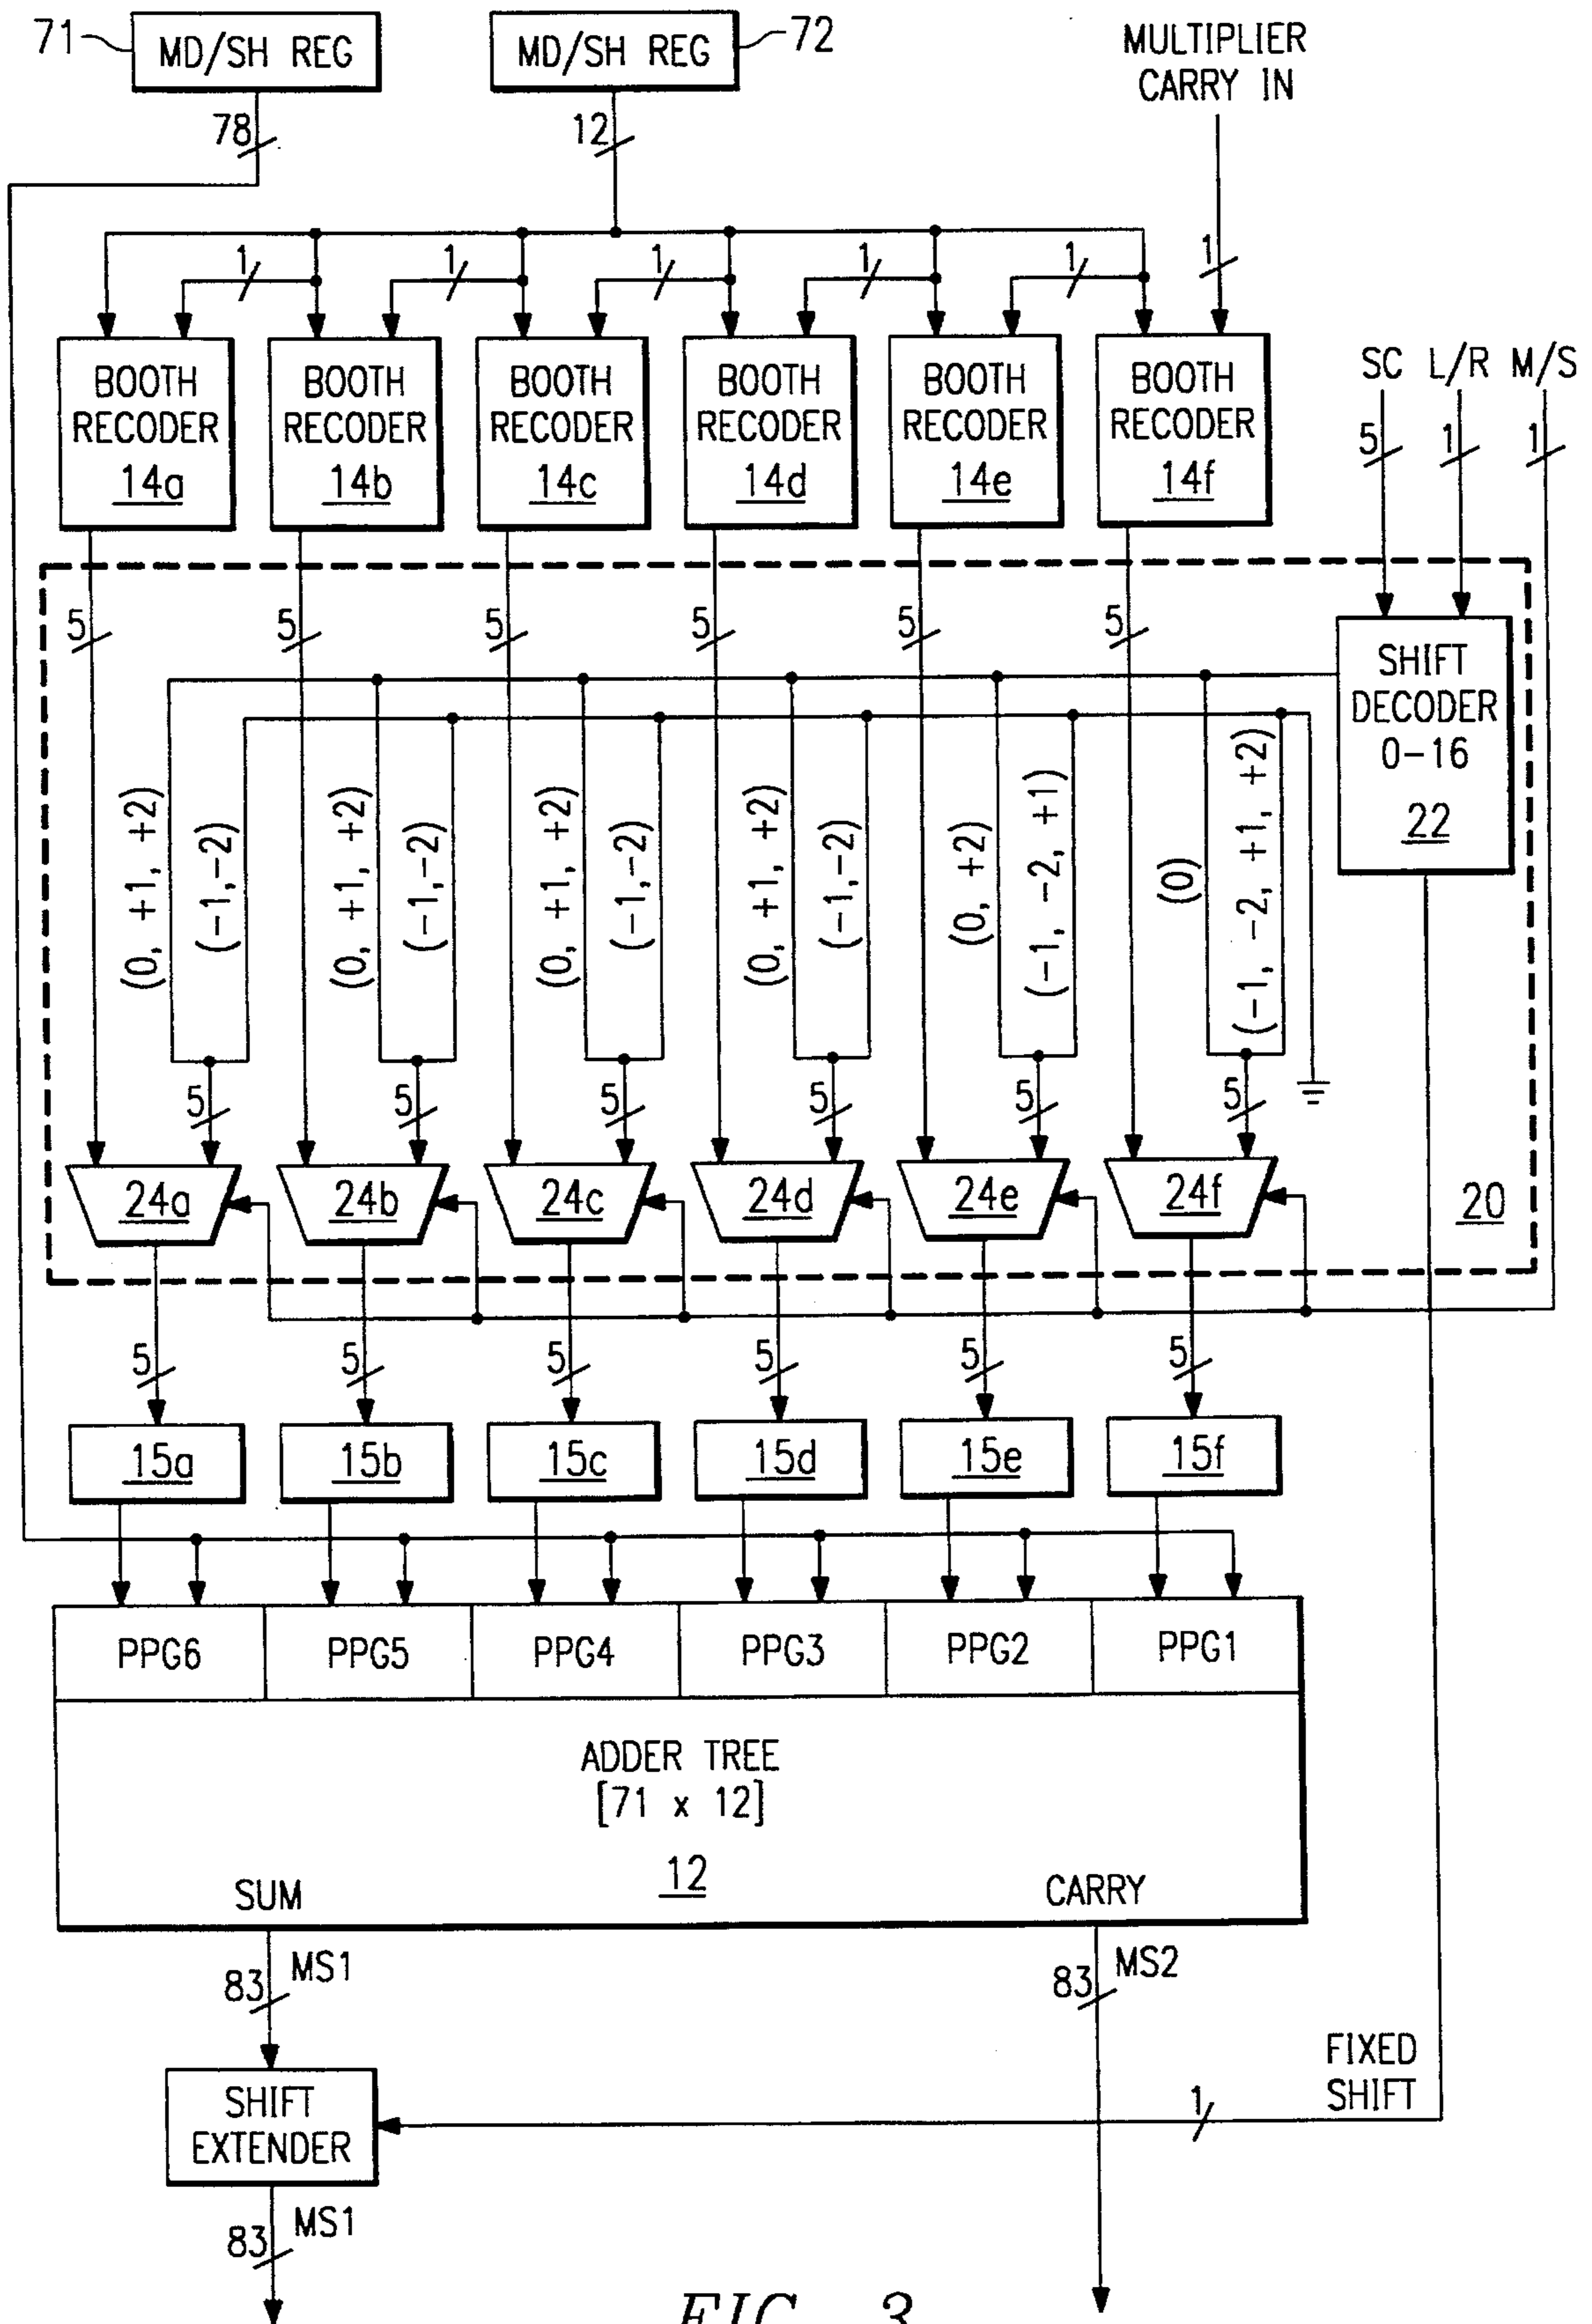 71
MD/SH REG
MD/SH REG
72
MULTIPLIER
CARRY IN
78
12
1
1
1
1
1
1
BOOTH
RECODER
14a
BOOTH
RECODER
14b
BOOTH
RECODER
14c
BOOTH
RECODER
14d
BOOTH
RECODER
14e
BOOTH
RECODER
14f
SC L/R M/S
5
1
1
5
5
5
5
5
5
SHIFT
DECODER
0-16
22
(0, +1, +2)
(-1,-2)
(0, +1, +2)
(-1,-2)
(0, +1, +2)
(-1,-2)
(0, +1, +2)
(-1,-2)
(0, +2)
(-1, -2, +1)
(0)
(-1, -2, +1, +2)
5
5
5
5
5
5
24a
24b
24c
24d
24e
24f
20
5
5
5
5
5
5
15a
15b
15c
15d
15e
15f
PPG6
PPG5
PPG4
PPG3
PPG2
PPG1
ADDER TREE
[71 x 12]
12
SUM
CARRY
MS1
83
MS2
83
FIXED
SHIFT
1
SHIFT
EXTENDER
MS1
83
FIG. 3